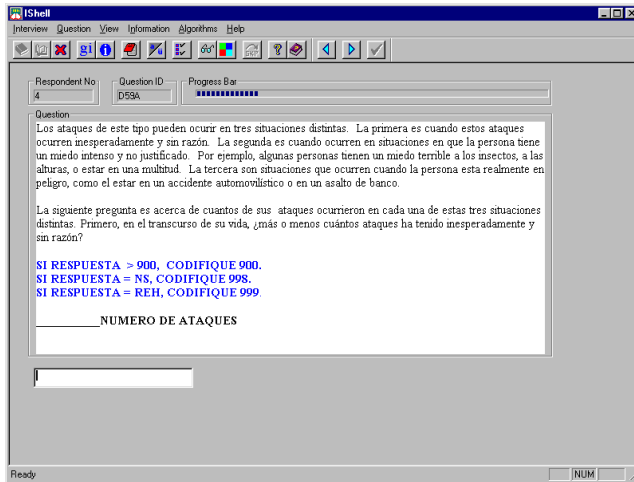 IShell
Interview Question View Information Algorithms Help
gi
Respondent No
Question ID
Progress Bar
4
D59A
Question
Los ataques de este tipo pueden ocurir en tres situaciones distintas. La primera es cuando estos ataques
ocurren inesperadamente y sin razón. La segunda es cuando ocurren en situaciones en que la persona tiene
un miedo intenso y no justificado. Por ejemplo, algunas personas tienen un miedo terrible a los insectos, a las
alturas, o estar en una multitud. La tercera son situaciones que ocurren cuando la persona esta realmente en
peligro, como el estar en un accidente automovilístico o en un asalto de banco.
La siguiente pregunta es acerca de cuantos de sus ataques ocurrieron en cada una de estas tres situaciones
distintas. Primero, en el transcurso de su vida, ¿más o menos cuántos ataques ha tenido inesperadamente y
sin razón?
SI RESPUESTA > 900, CODIFIQUE 900.
SI RESPUESTA = NS, CODIFIQUE 998.
SI RESPUESTA = REH, CODIFIQUE 999.
__________NUMERO DE ATAQUES
Ready
NUM